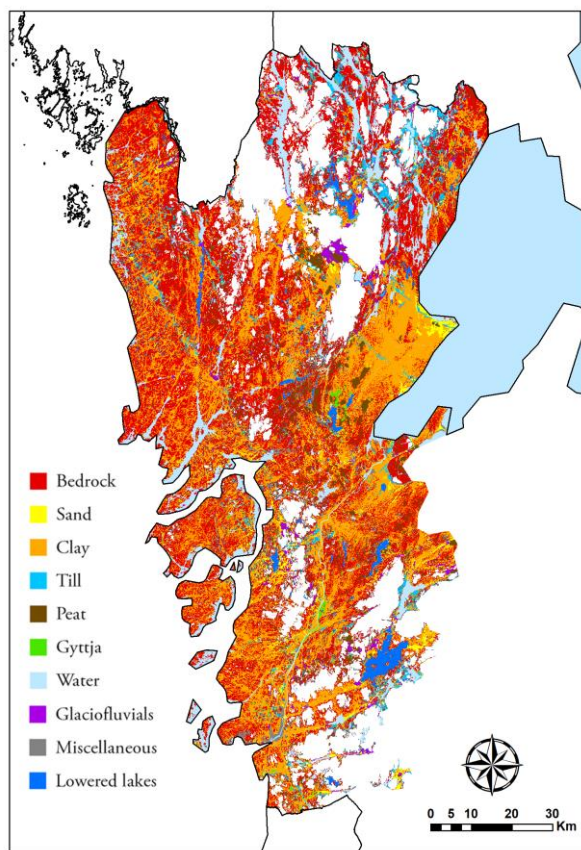 Bedrock
Sand
Clay
Till
Peat
Gyttja
Water
Glaciofluvials
Miscellaneous
Lowered lakes
0 5 10 20 30
Km